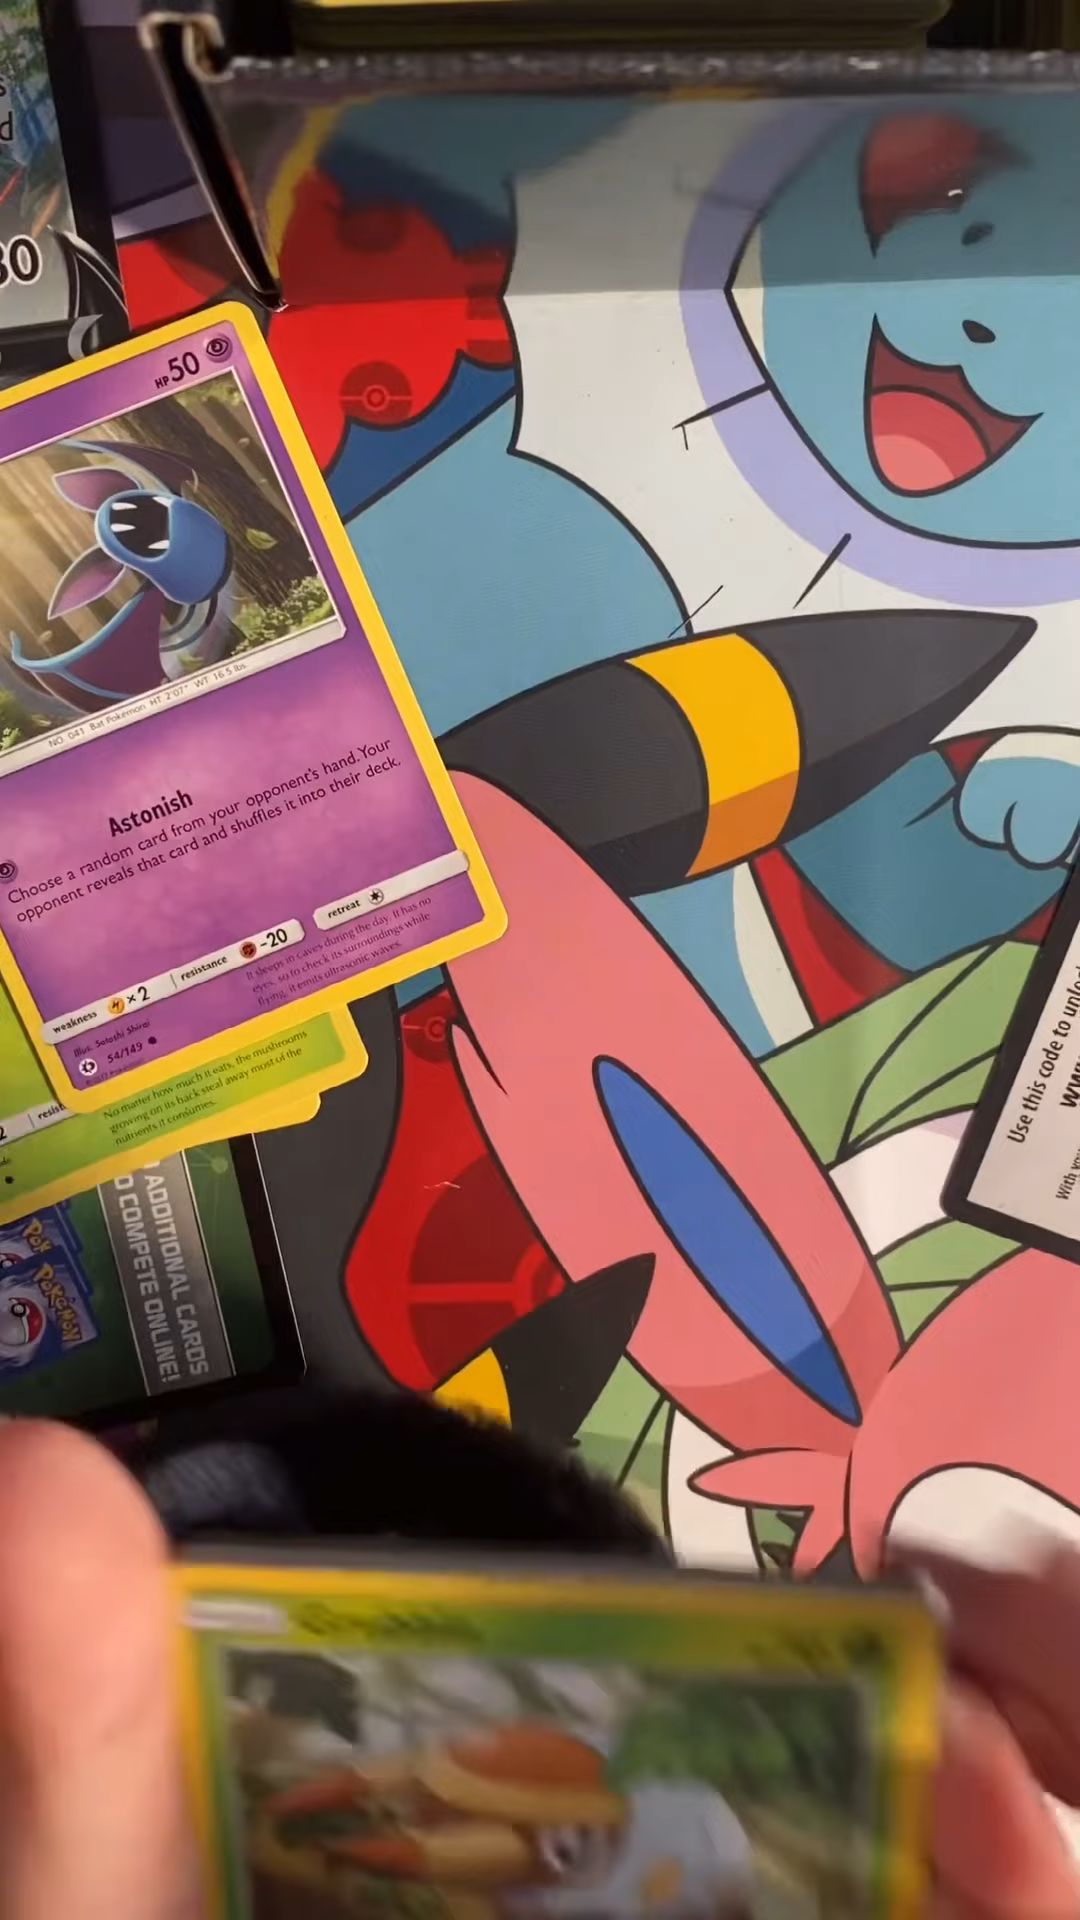 30
HP 50
NO. 041 Bat Pokémon HT 2'07" WT 16.5 lbs.
Astonish
Choose a random card from your opponent's hand. Your
opponent reveals that card and shuffles it into their deck.
weakness ×2 resistance -20 retreat
It sleeps in caves during the day. It has no
eyes, so to check its surroundings while
flying, it emits ultrasonic waves.
Illus. Satoshi Shirai
54/149
No matter how much it eats, the mushrooms
growing on its back steal away most of the
nutrients it consumes.
ADDITIONAL CARDS
D COMPETE ONLINE!
POKéMON
Use this code to unloc
With you